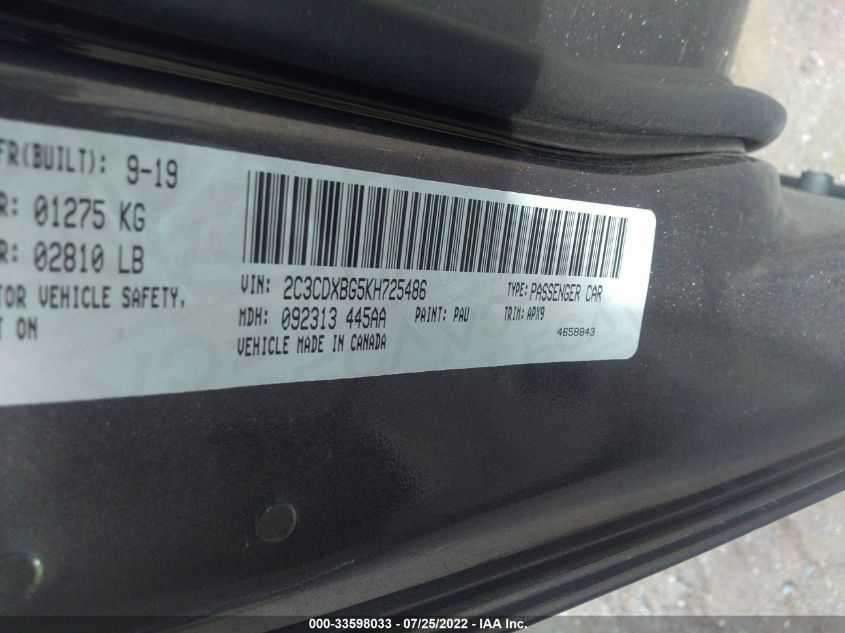 FR(BUILT): 9-19
R: 01275 KG
R: 02810 LB
TOR VEHICLE SAFETY,
T ON
VIN: 2C3CDXBG5KH725486 TYPE: PASSENGER CAR
MDH: 092313 445AA PAINT: PAU TRIM: APX9
VEHICLE MADE IN CANADA 4658843
000-33598033 - 07/25/2022 - IAA Inc.